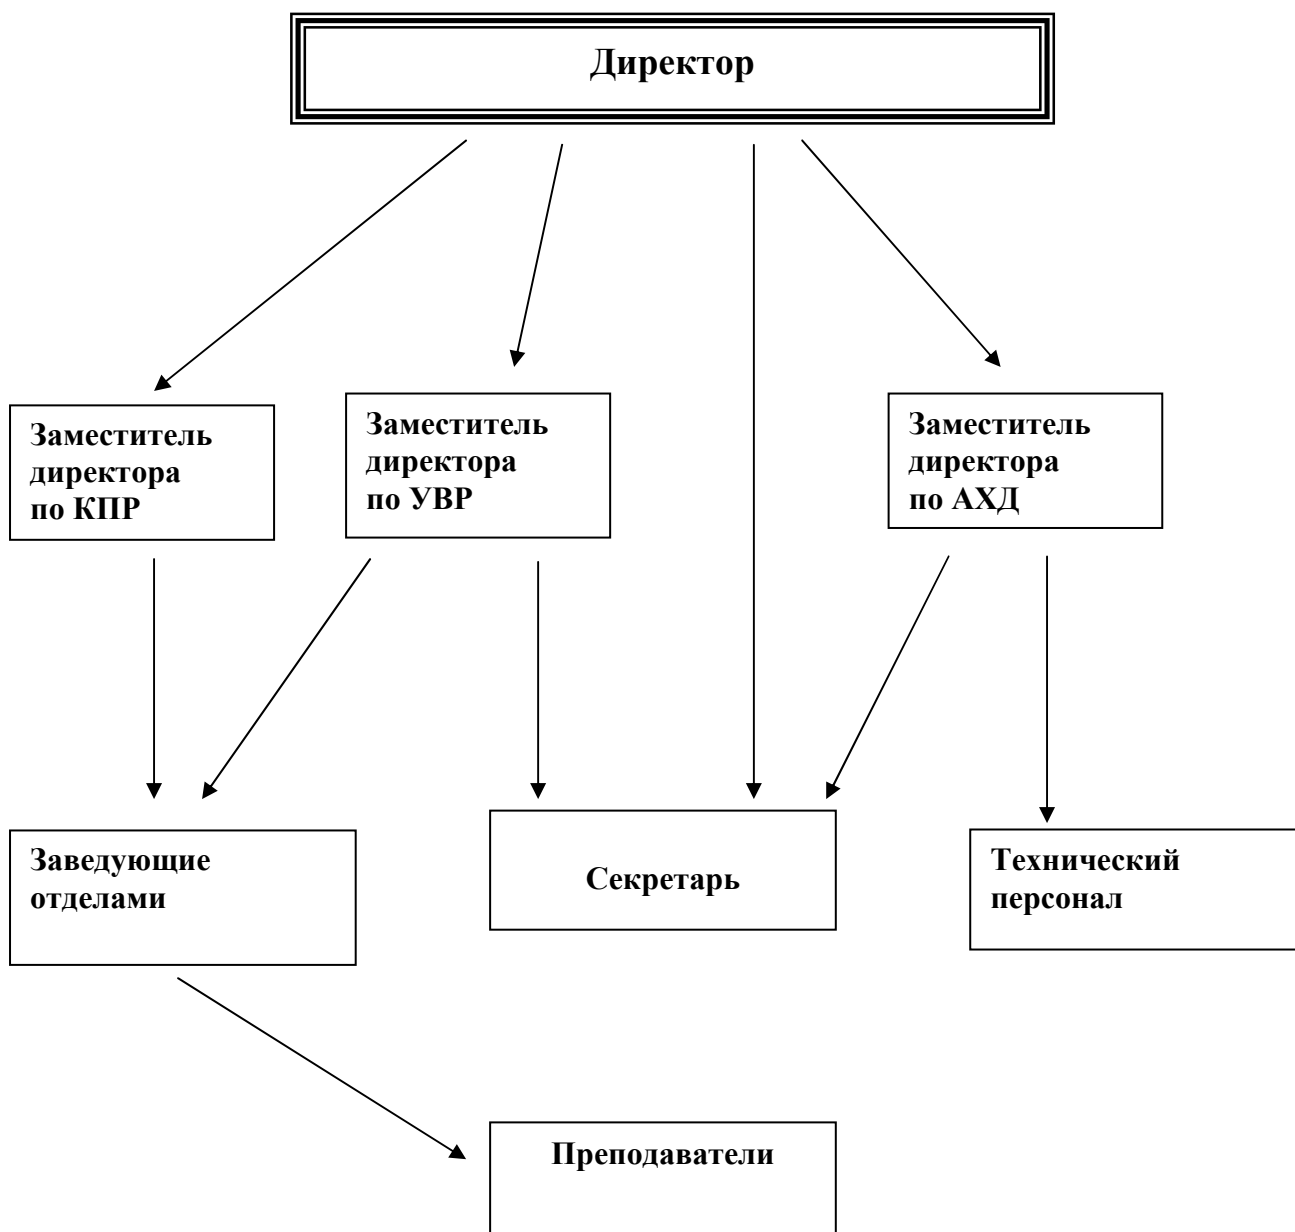 Директор
Заместитель
директора
по КПР
Заместитель
директора
по УВР
Заместитель
директора
по АХД
Заведующие
отделами
Секретарь
Технический
персонал
Преподаватели